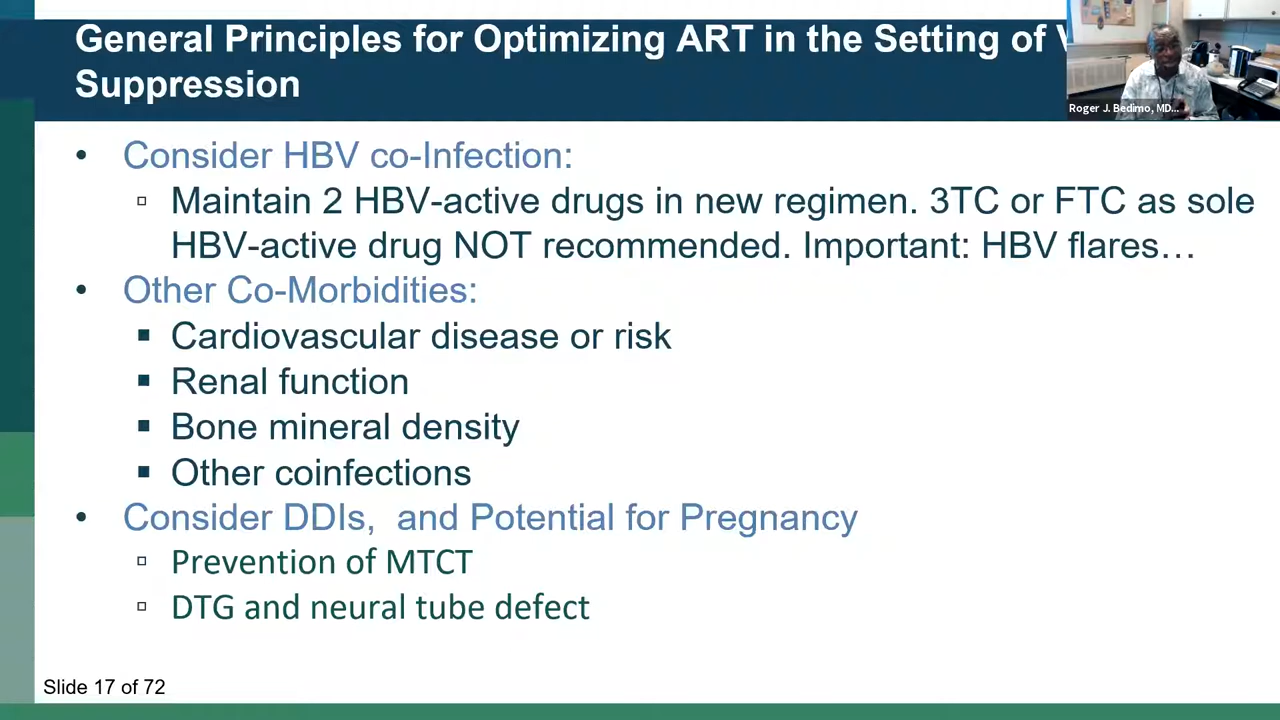 General Principles for Optimizing ART in the Setting of
Suppression
Roger J. Bedimo, MD...
• Consider HBV co-Infection:
▫ Maintain 2 HBV-active drugs in new regimen. 3TC or FTC as sole
HBV-active drug NOT recommended. Important: HBV flares…
• Other Co-Morbidities:
▪ Cardiovascular disease or risk
▪ Renal function
▪ Bone mineral density
▪ Other coinfections
• Consider DDIs,  and Potential for Pregnancy
▫ Prevention of MTCT
▫ DTG and neural tube defect
Slide 17 of 72